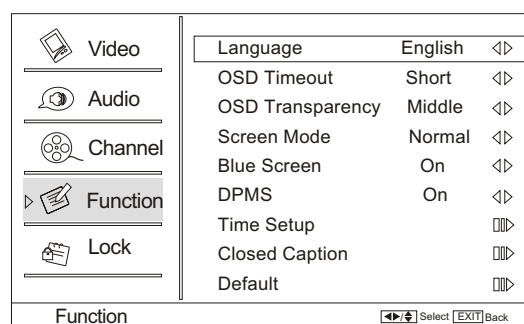 Video
Audio
Channel
Function
Lock
Language English
OSD Timeout Short
OSD Transparency Middle
Screen Mode Normal
Blue Screen On
DPMS On
Time Setup
Closed Caption
Default
Function Select EXIT Back